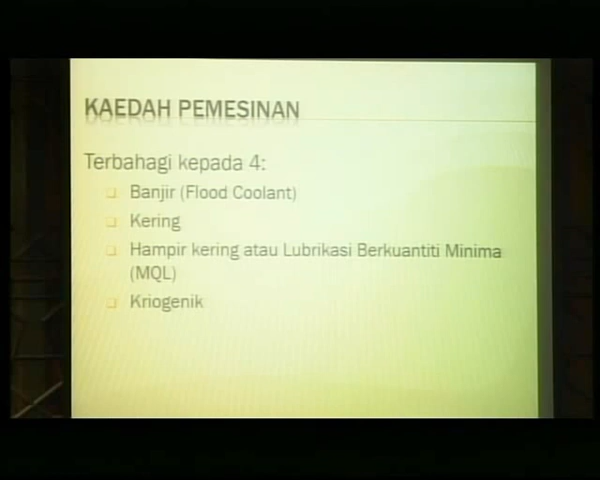 KAEDAH PEMESINAN
Terbahagi kepada 4:
Banjir (Flood Coolant)
Kering
Hampir kering atau Lubrikasi Berkuantiti Minima
(MQL)
Kriogenik